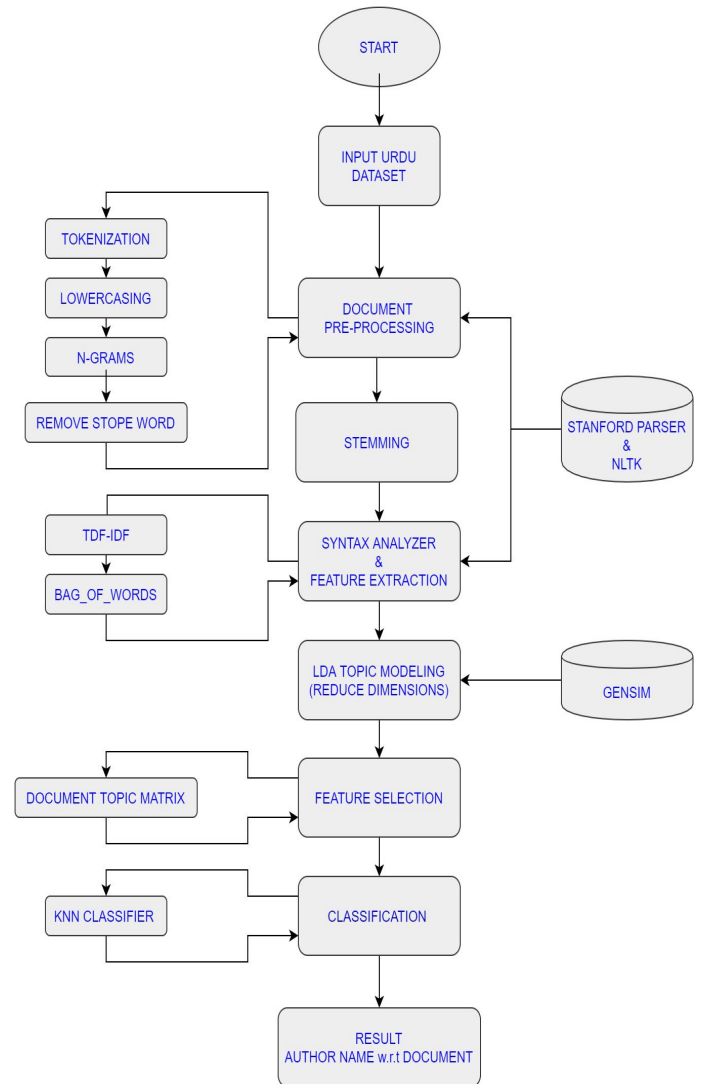 START
INPUT URDU
DATASET
TOKENIZATION
LOWERCASING
N-GRAMS
REMOVE STOPE WORD
DOCUMENT
PRE-PROCESSING
STEMMING
STANFORD PARSER
&
NLTK
TDF-IDF
BAG_OF_WORDS
SYNTAX ANALYZER
&
FEATURE EXTRACTION
LDA TOPIC MODELING
(REDUCE DIMENSIONS)
GENSIM
DOCUMENT TOPIC MATRIX
FEATURE SELECTION
KNN CLASSIFIER
CLASSIFICATION
RESULT
AUTHOR NAME w.r.t DOCUMENT